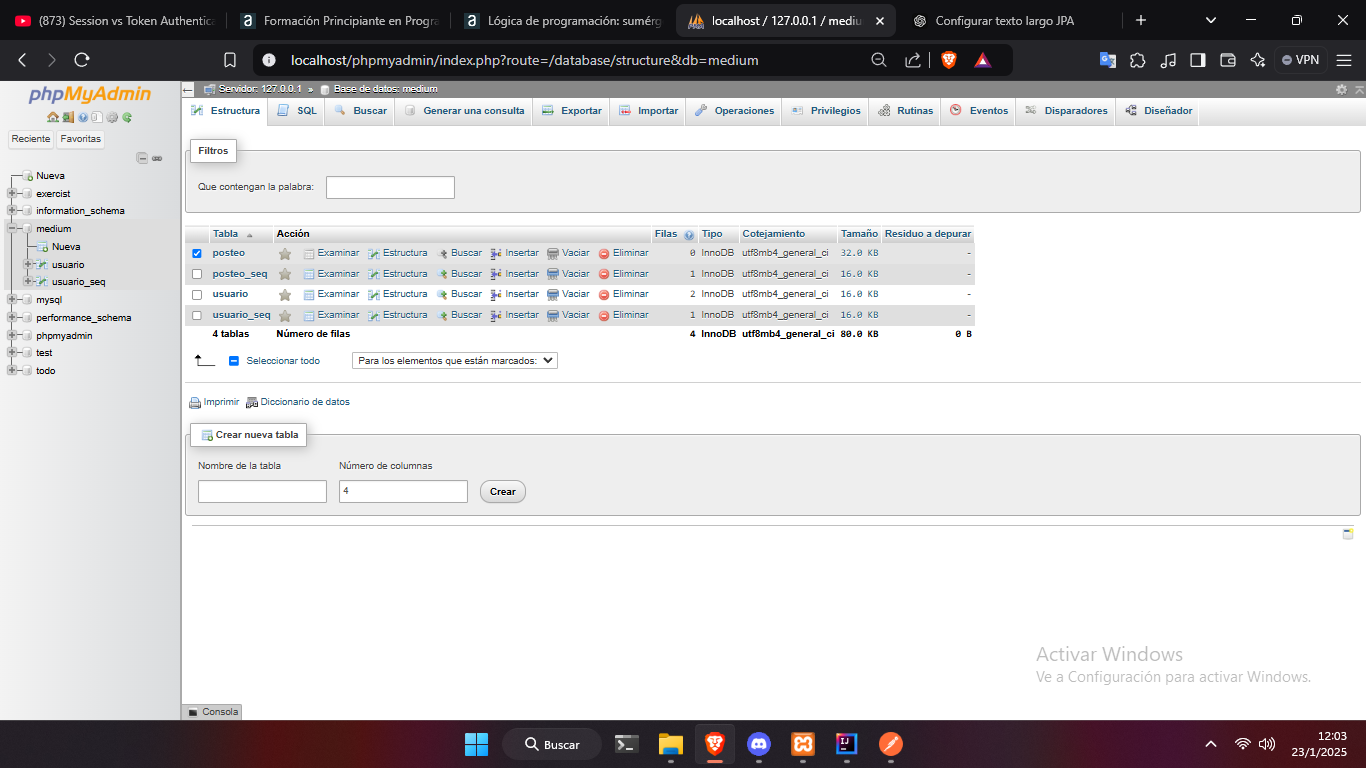 (873) Session vs Token Authentica
Formación Principiante en Progra
Lógica de programación: sumérg
localhost / 127.0.0.1 / mediu
Configurar texto largo JPA
localhost/phpmyadmin/index.php?route=/database/structure&db=medium
VPN
phpMyAdmin
Reciente Favoritas
Nueva
exercist
information_schema
medium
Nueva
usuario
usuario_seq
mysql
performance_schema
phpmyadmin
test
todo
Servidor: 127.0.0.1 » Base de datos: medium
Estructura SQL Buscar Generar una consulta Exportar Importar Operaciones Privilegios Rutinas Eventos Disparadores Diseñador
Filtros
Que contengan la palabra:
Tabla Acción Filas Tipo Cotejamiento Tamaño Residuo a depurar
posteo Examinar Estructura Buscar Insertar Vaciar Eliminar 0 InnoDB utf8mb4_general_ci 32.0 KB -
posteo_seq Examinar Estructura Buscar Insertar Vaciar Eliminar 1 InnoDB utf8mb4_general_ci 16.0 KB -
usuario Examinar Estructura Buscar Insertar Vaciar Eliminar 2 InnoDB utf8mb4_general_ci 16.0 KB -
usuario_seq Examinar Estructura Buscar Insertar Vaciar Eliminar 1 InnoDB utf8mb4_general_ci 16.0 KB -
4 tablas Número de filas 4 InnoDB utf8mb4_general_ci 80.0 KB 0 B
Seleccionar todo Para los elementos que están marcados:
Imprimir Diccionario de datos
Crear nueva tabla
Nombre de la tabla Número de columnas
4 Crear
Activar Windows
Ve a Configuración para activar Windows.
Consola
Buscar
12:03
23/1/2025